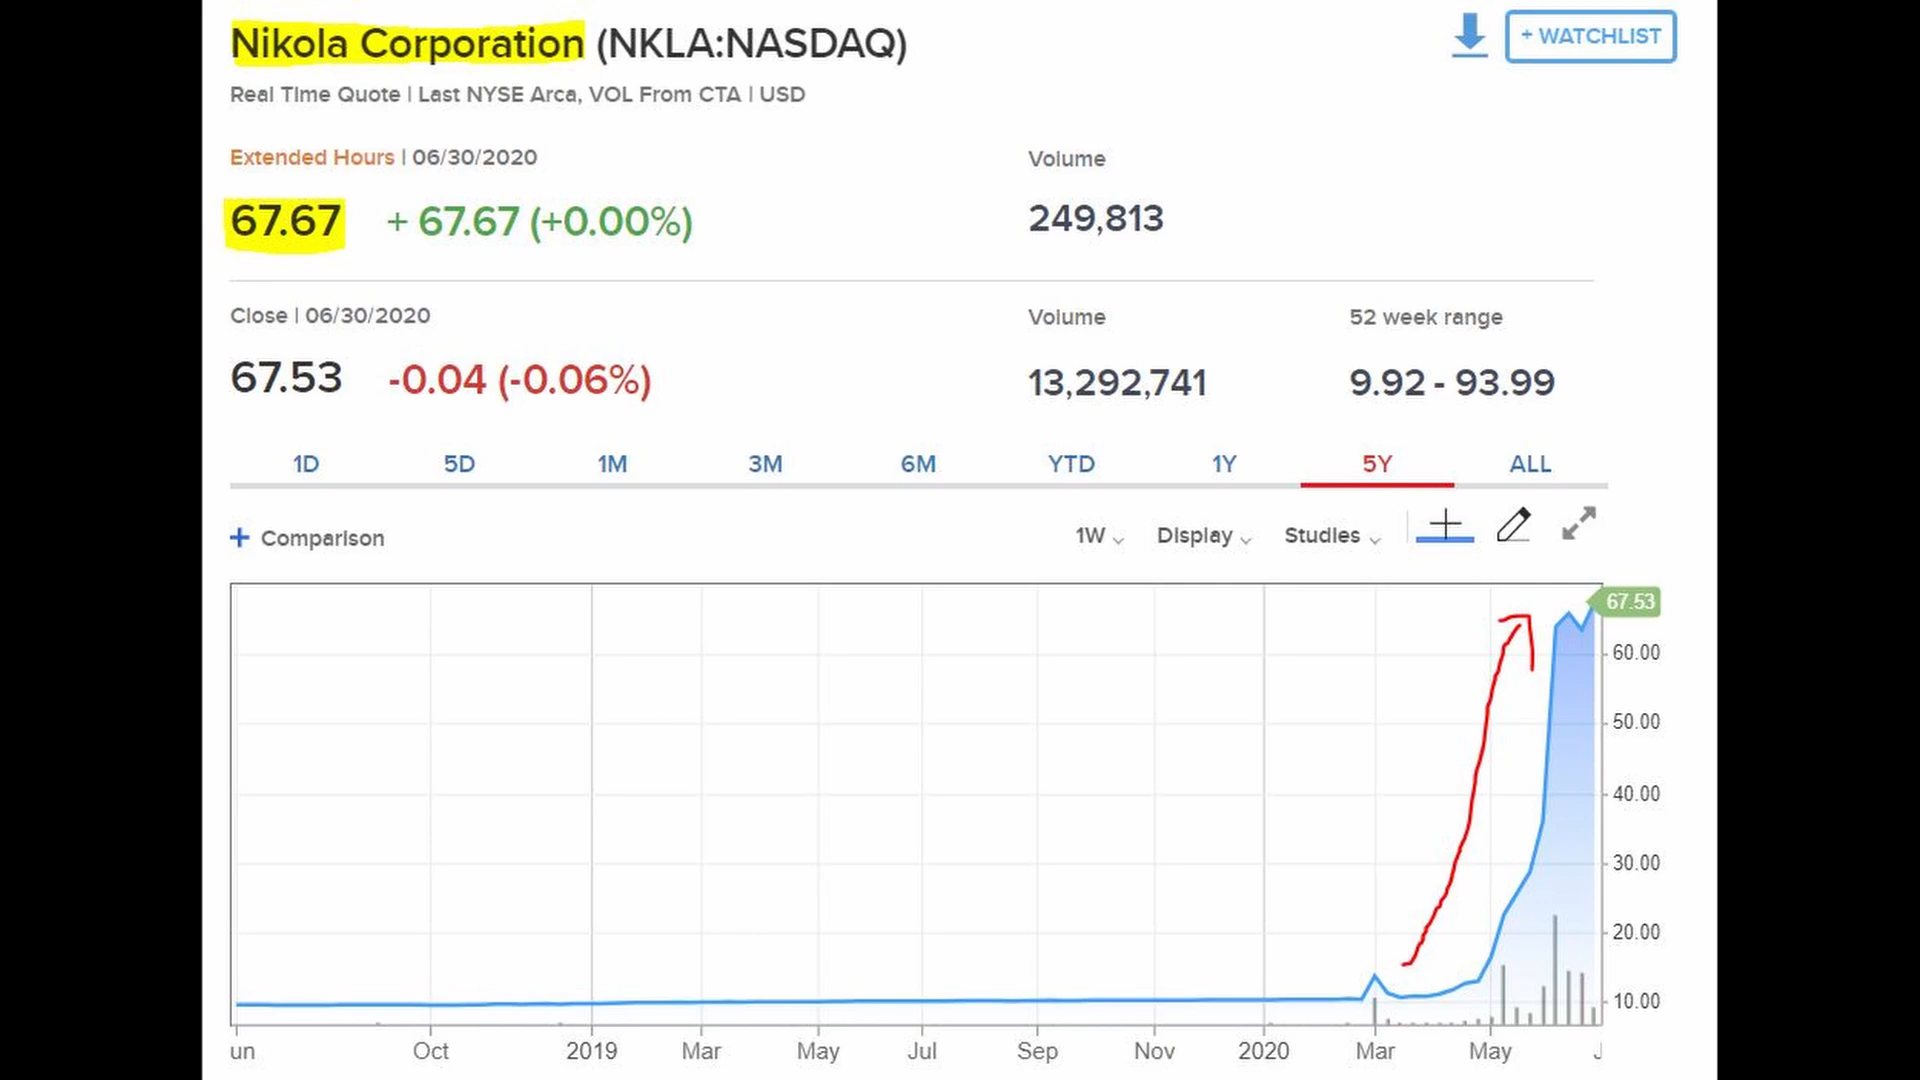 Nikola Corporation (NKLA:NASDAQ)
+ WATCHLIST
Real Time Quote | Last NYSE Arca, VOL From CTA | USD
Extended Hours | 06/30/2020
Volume
67.67 + 67.67 (+0.00%)
249,813
Close | 06/30/2020
Volume
52 week range
67.53 -0.04 (-0.06%)
13,292,741
9.92 - 93.99
1D 5D 1M 3M 6M YTD 1Y 5Y ALL
+ Comparison
1W Display Studies
67.53
60.00
50.00
40.00
30.00
20.00
10.00
un Oct 2019 Mar May Jul Sep Nov 2020 Mar May J